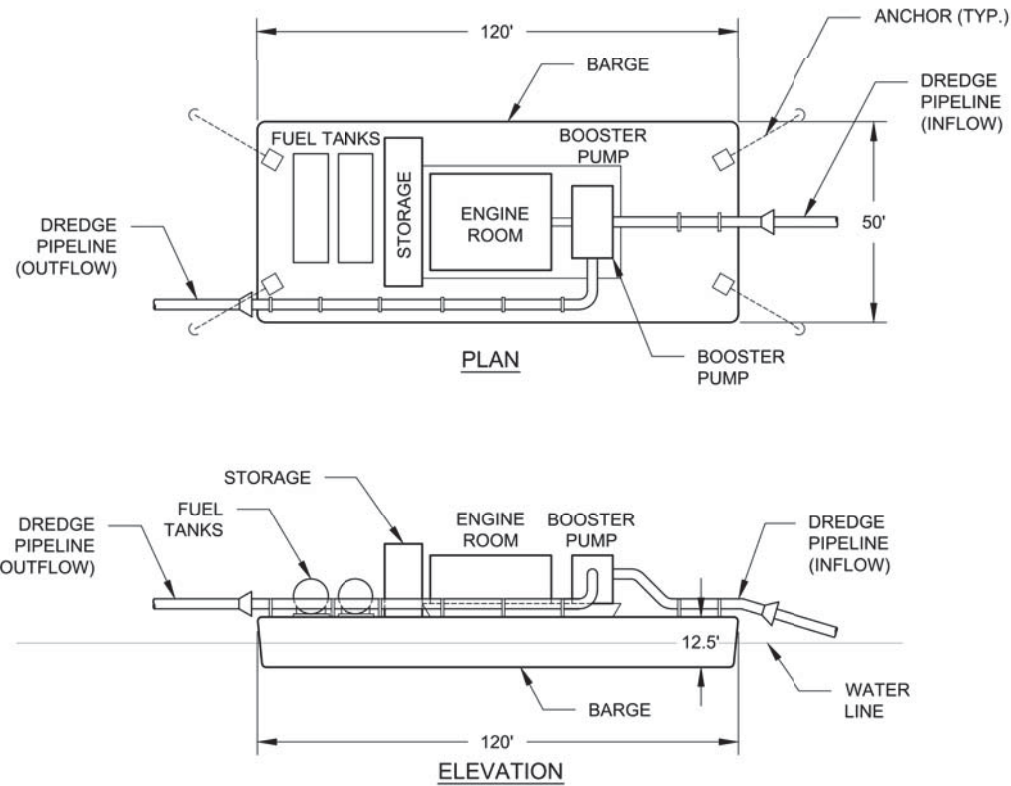 120'
ANCHOR (TYP.)
BARGE
DREDGE
PIPELINE
(INFLOW)
FUEL TANKS
BOOSTER
PUMP
STORAGE
ENGINE
ROOM
50'
DREDGE
PIPELINE
(OUTFLOW)
PLAN
BOOSTER
PUMP
STORAGE
FUEL
TANKS
ENGINE
ROOM
BOOSTER
PUMP
DREDGE
PIPELINE
OUTFLOW)
DREDGE
PIPELINE
(INFLOW)
12.5'
WATER
LINE
BARGE
120'
ELEVATION